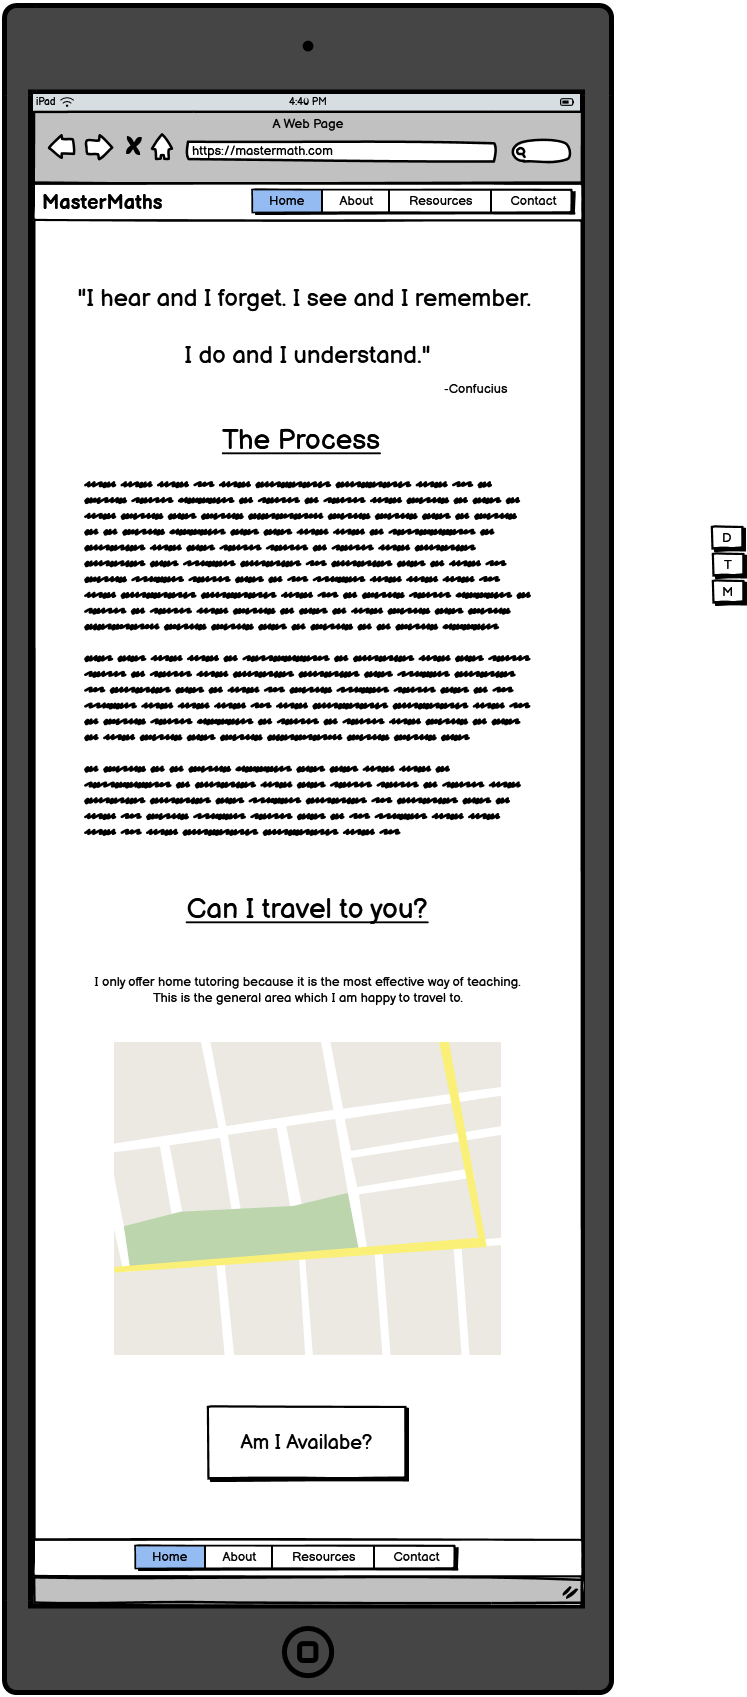 iPad
4:40 PM
A Web Page
https://mastermath.com
MasterMaths
Home About Resources Contact
"I hear and I forget. I see and I remember.
I do and I understand."
-Confucius
The Process
D
T
M
Can I travel to you?
I only offer home tutoring because it is the most effective way of teaching.
This is the general area which I am happy to travel to.
Am I Availabe?
Home About Resources Contact